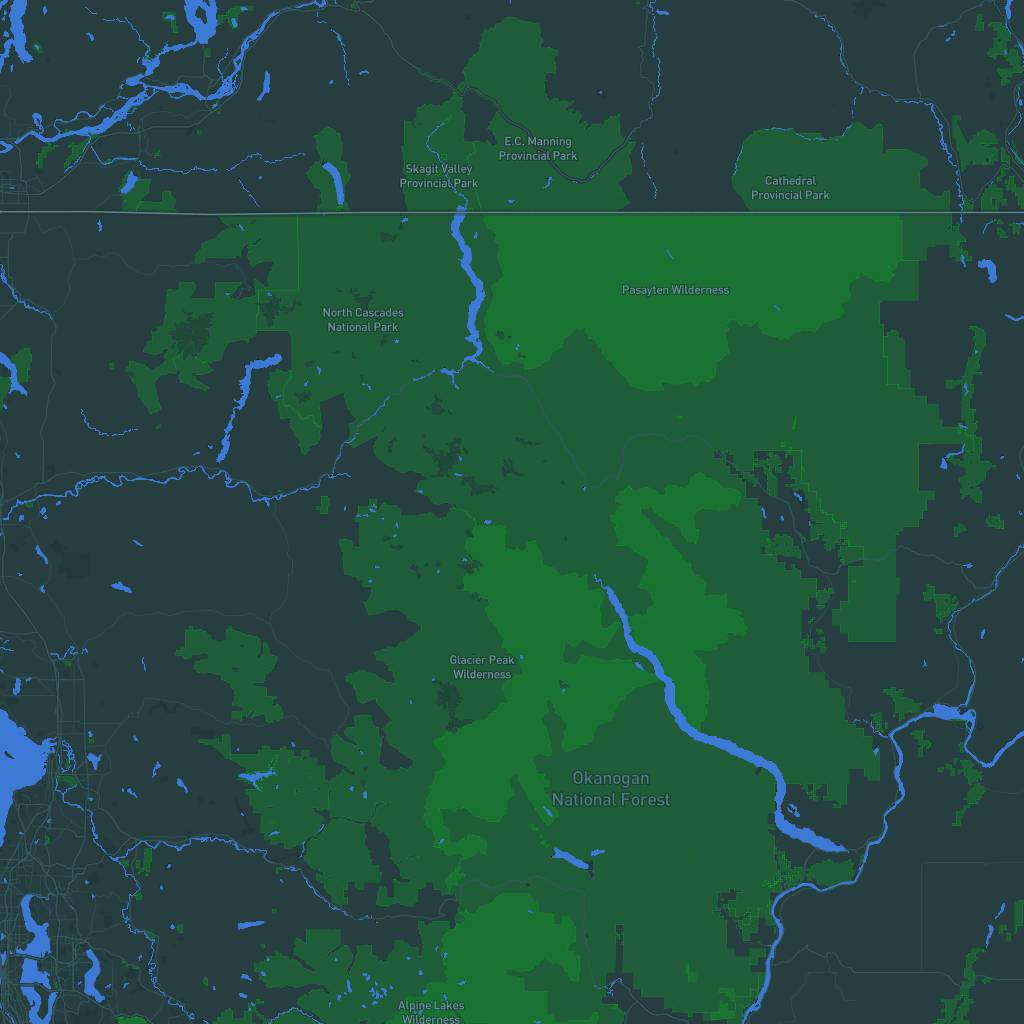 E.C. Manning
Provincial Park
Skagit Valley
Provincial Park
Cathedral
Provincial Park
Pasayten Wilderness
North Cascades
National Park
Glacier Peak
Wilderness
Okanogan
National Forest
Alpine Lakes
Wilderness